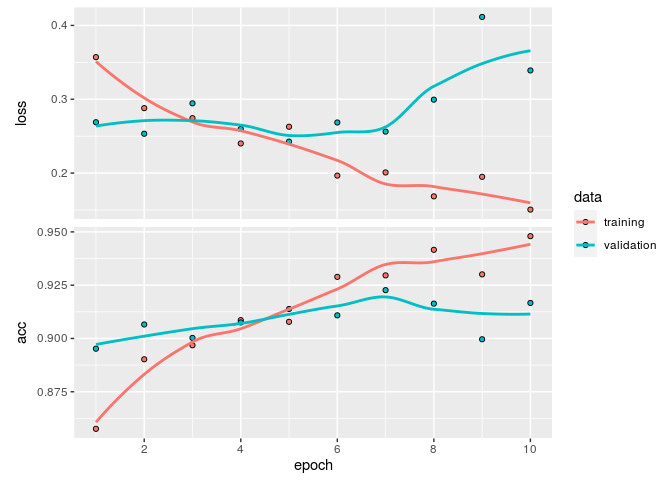 0.4
0.3
0.2
loss
0.950
0.925
0.900
0.875
acc
2 4 6 8 10
epoch
data
training
validation